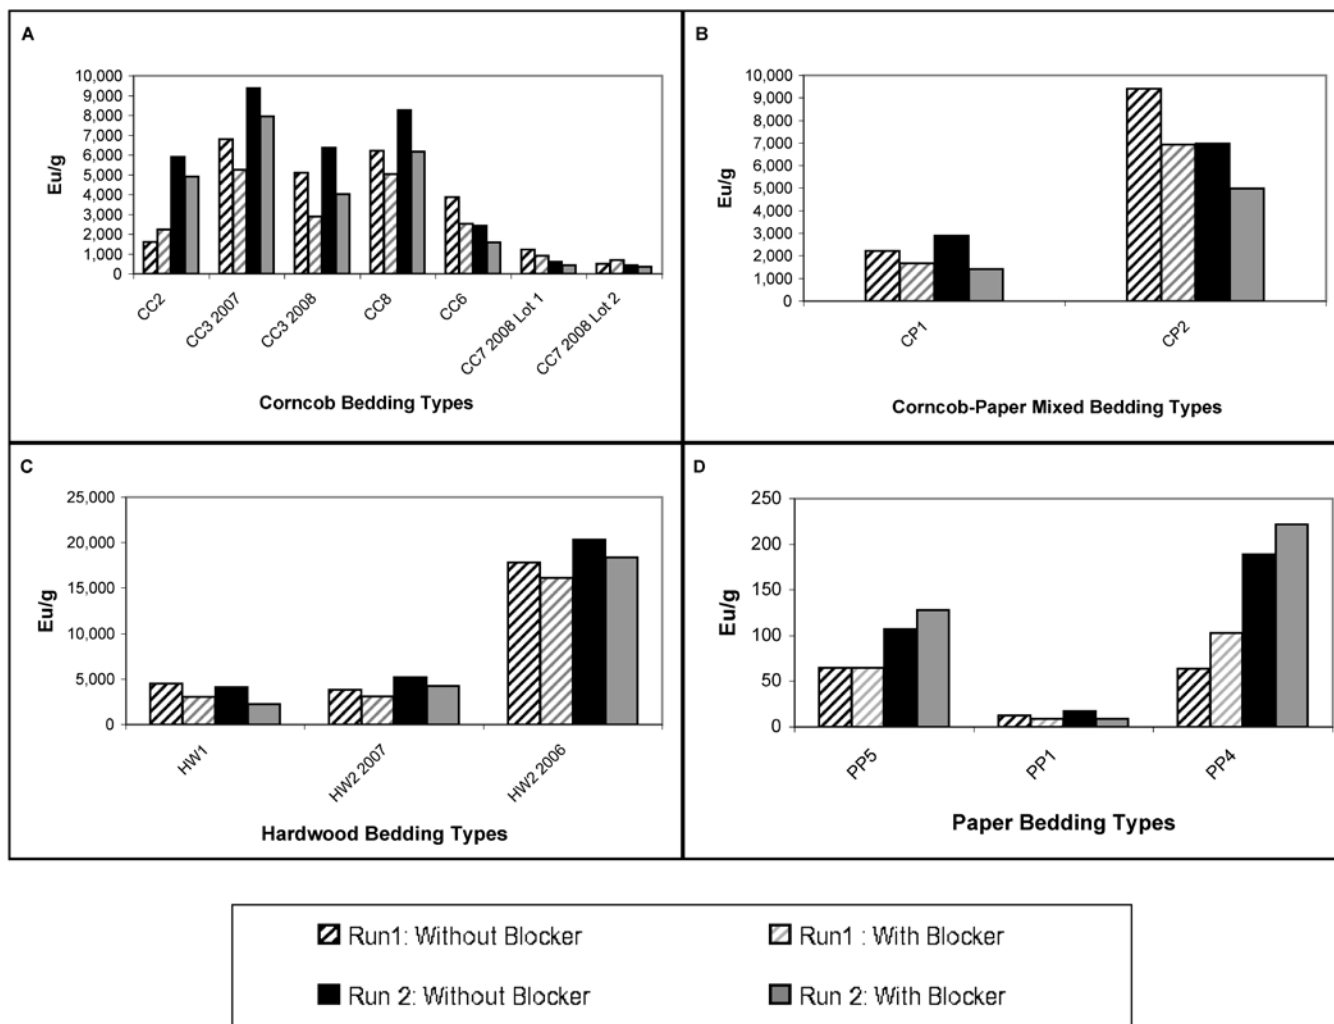 A
10,000
9,000
8,000
7,000
6,000
5,000
4,000
3,000
2,000
1,000
0
Eu/g
CC2
CC3 2007
CC3 2008
CC8
CC6
CC7 2008 Lot 1
CC7 2008 Lot 2
Corncob Bedding Types
B
10,000
9,000
8,000
7,000
6,000
5,000
4,000
3,000
2,000
1,000
0
Eu/g
CP1
CP2
Corncob-Paper Mixed Bedding Types
C
25,000
20,000
15,000
10,000
5,000
0
Eu/g
HW1
HW2 2007
HW2 2006
Hardwood Bedding Types
D
250
200
150
100
50
0
Eu/g
PP5
PP1
PP4
Paper Bedding Types
Run1: Without Blocker
Run1 : With Blocker
Run 2: Without Blocker
Run 2: With Blocker